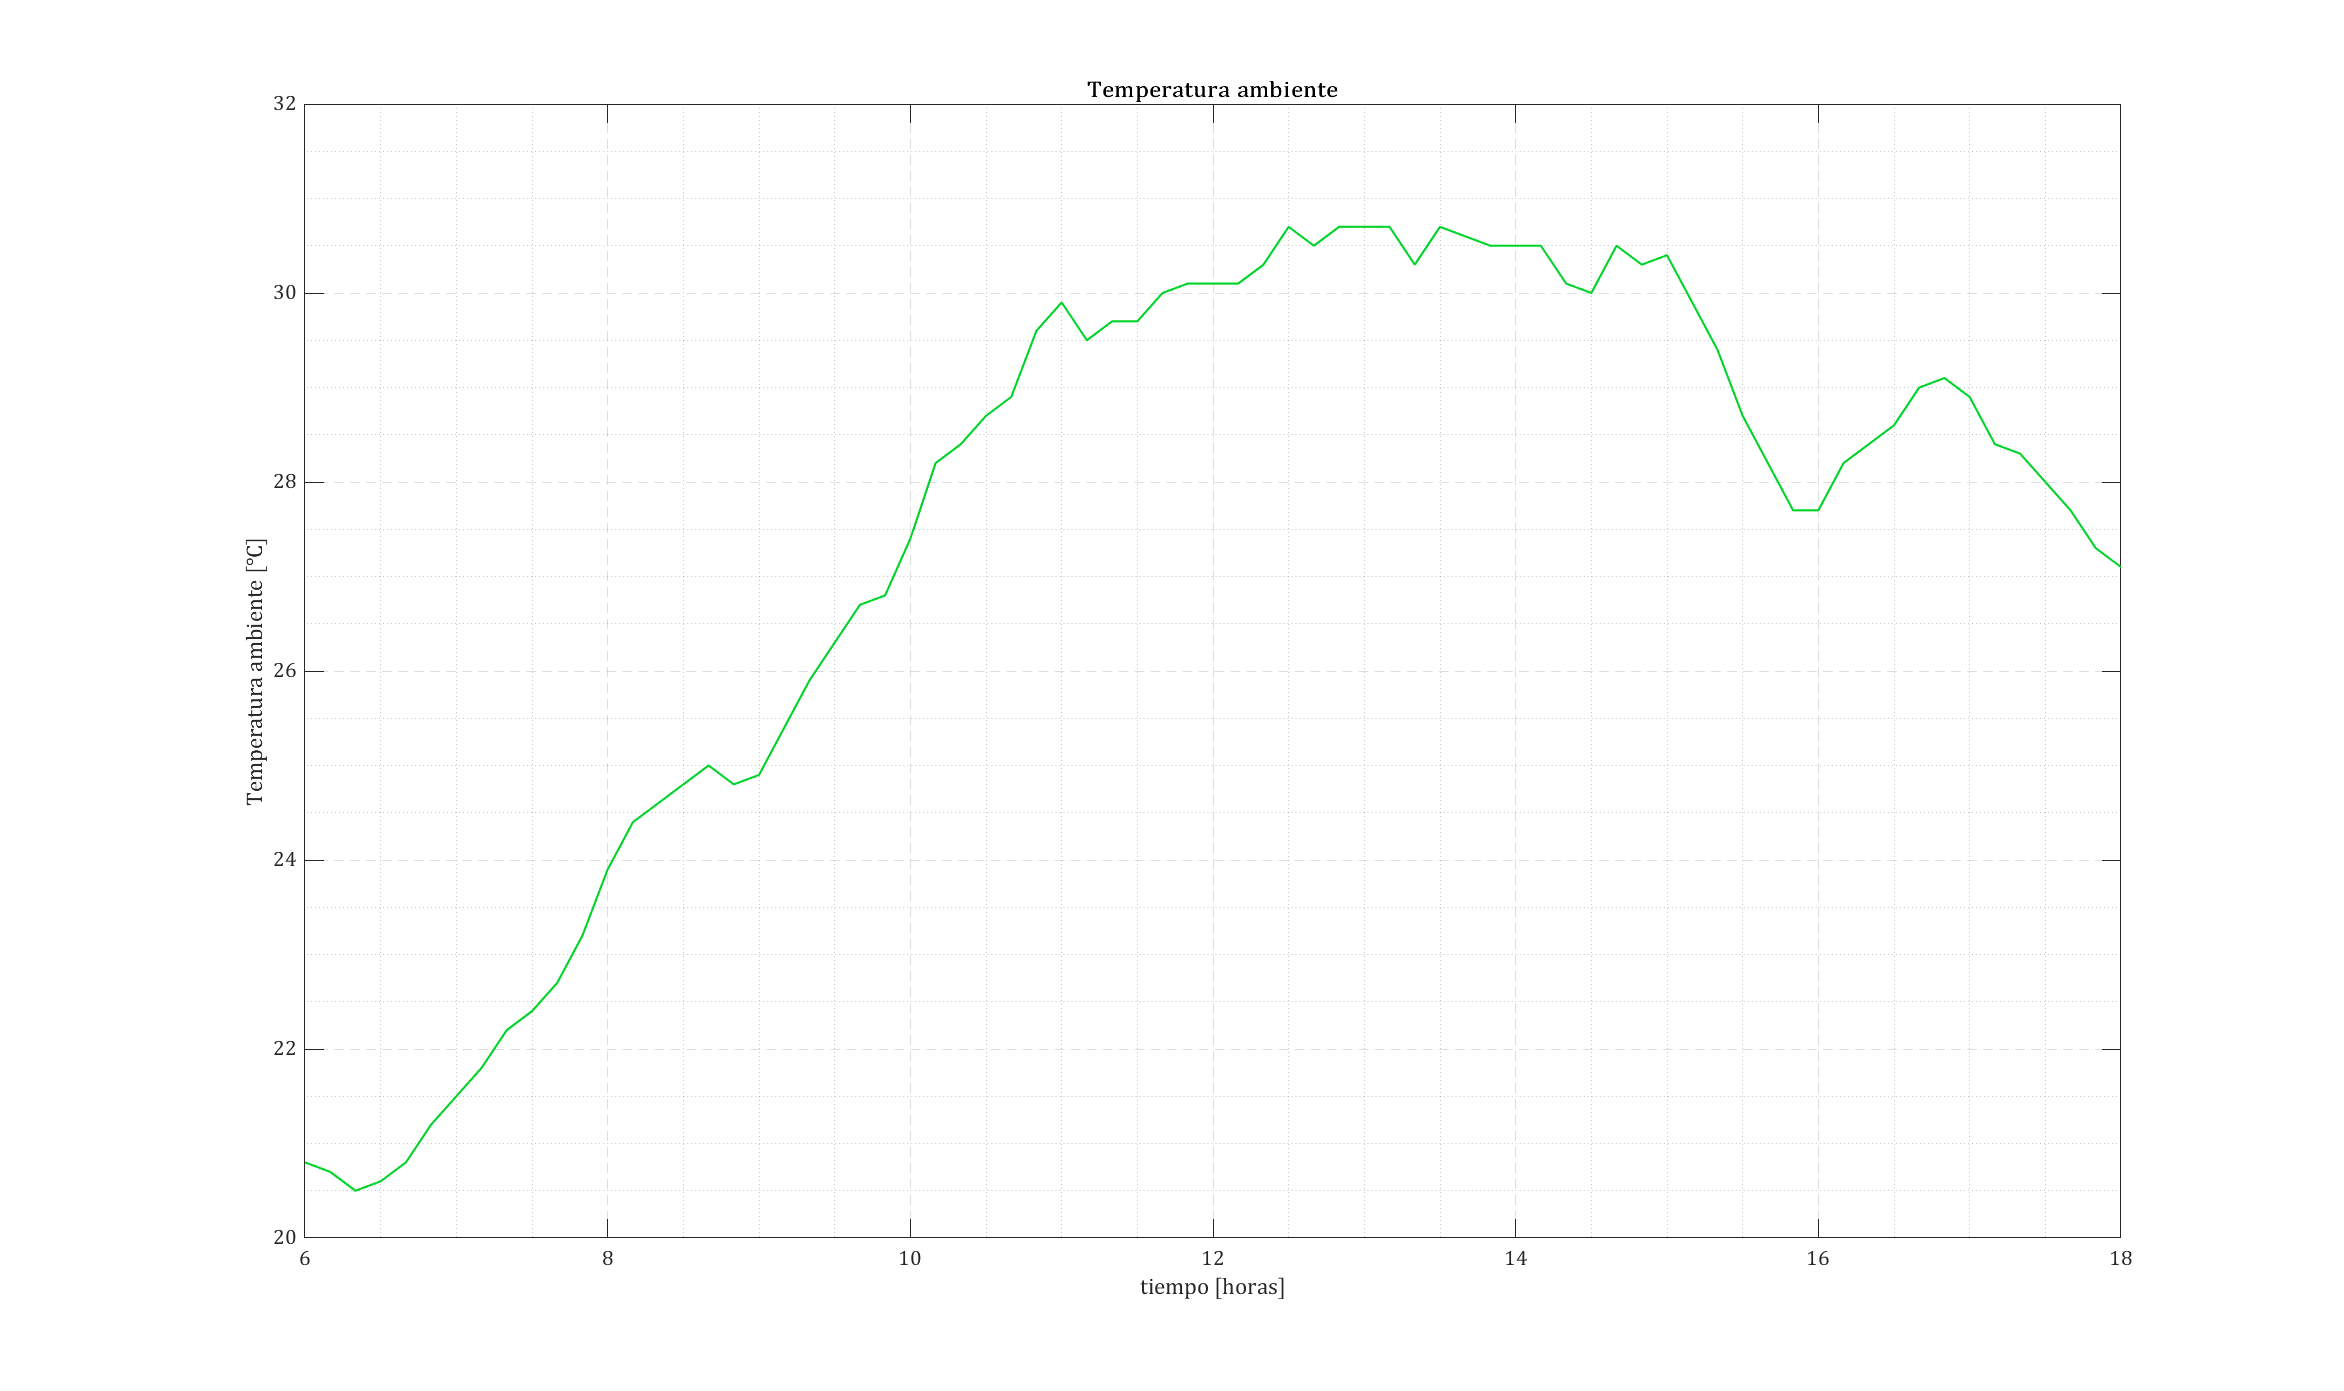 Temperatura ambiente
32
30
28
26
24
22
20
Temperatura ambiente [°C]
6 8 10 12 14 16 18
tiempo [horas]